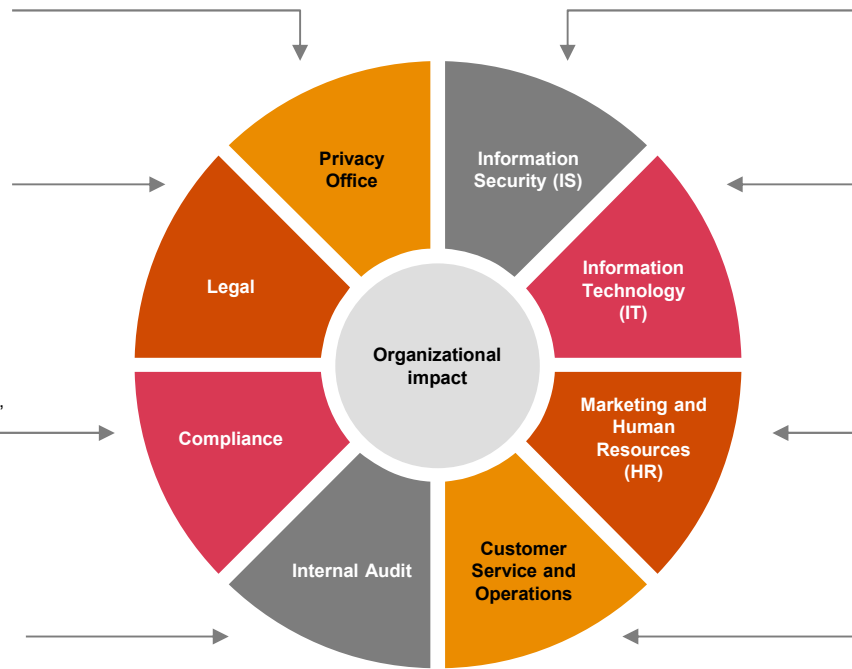 Privacy
Office
Information
Security (IS)
Legal
Information
Technology
(IT)
Organizational
impact
,
Compliance
Marketing and
Human
Resources
(HR)
Internal Audit
Customer
Service and
Operations